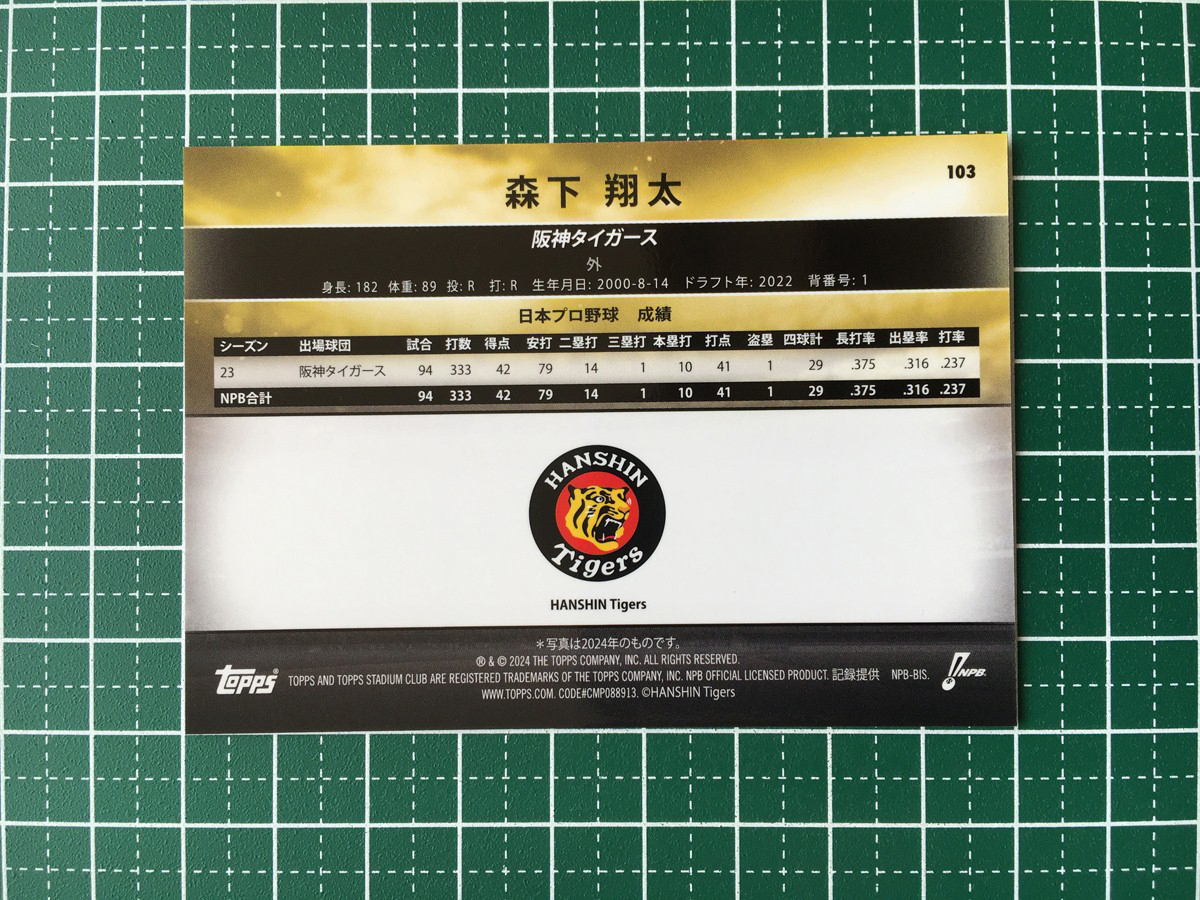 103
森下 翔太
阪神タイガース
外
身長: 182 体重: 89 投: R 打: R 生年月日: 2000-8-14 ドラフト年: 2022 背番号: 1
日本プロ野球 成績
シーズン 出場球団 試合 打数 得点 安打 二塁打 三塁打 本塁打 打点 盗塁 四球計 長打率 出塁率 打率
23 阪神タイガース 94 333 42 79 14 1 10 41 1 29 .375 .316 .237
NPB合計 94 333 42 79 14 1 10 41 1 29 .375 .316 .237
HANSHIN
Tigers
HANSHIN Tigers
＊写真は2024年のものです。
® & © 2024 THE TOPPS COMPANY, INC. ALL RIGHTS RESERVED.
topps® TOPPS AND TOPPS STADIUM CLUB ARE REGISTERED TRADEMARKS OF THE TOPPS COMPANY, INC. NPB OFFICIAL LICENSED PRODUCT. 記録提供 NPB-BIS. NPB.
WWW.TOPPS.COM. CODE#CMP088913. ©HANSHIN Tigers